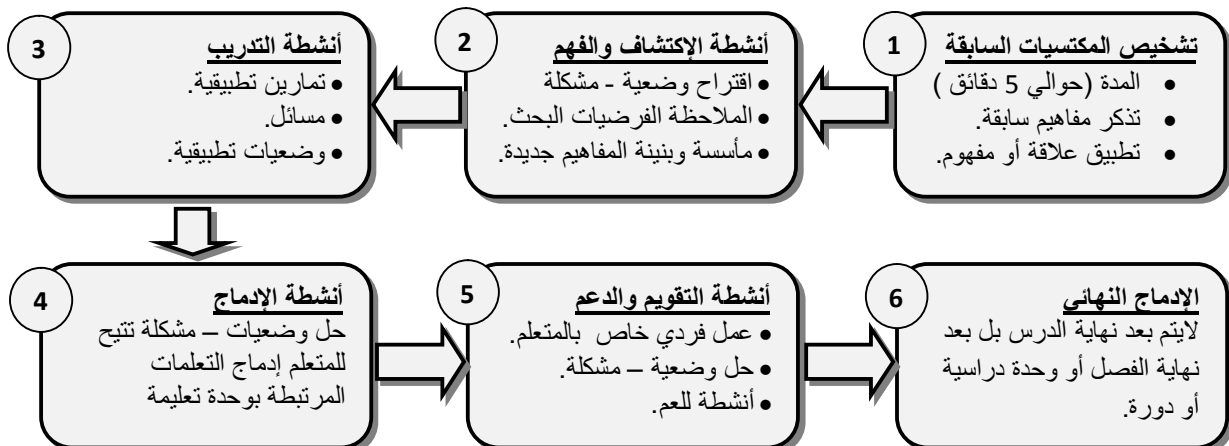 1
تشخيص المكتسيات السابقة
• المدة (حوالي 5 دقائق )
• تذكر مفاهيم سابقة.
• تطبيق علاقة أو مفهوم.
2
أنشطة الإكتشاف والفهم
• اقتراح وضعية - مشكلة
• الملاحظة الفرضيات البحث.
• مأسسة وبنينة المفاهيم جديدة.
3
أنشطة التدريب
• تمارين تطبيقية.
• مسائل.
• وضعيات تطبيقية.
4
أنشطة الإدماج
حل وضعيات – مشكلة تتيح
للمتعلم إدماج التعلمات
المرتبطة بوحدة تعليمة
5
أنشطة التقويم والدعم
• عمل فردي خاص بالمتعلم.
• حل وضعية – مشكلة.
• أنشطة للعم.
6
الإدماج النهائي
لايتم بعد نهاية الدرس بل بعد
نهاية الفصل أو وحدة دراسية
أو دورة.